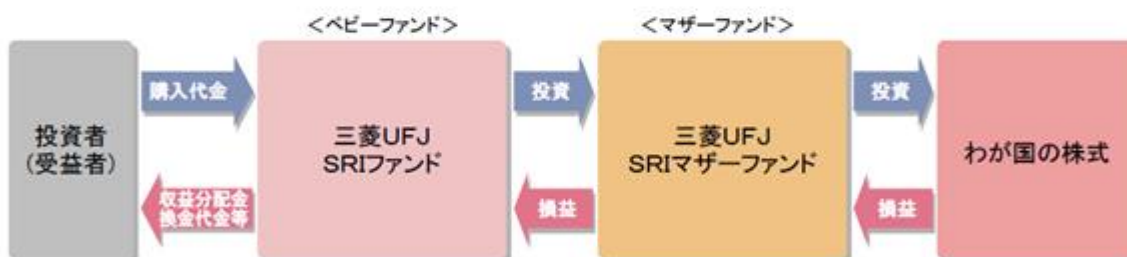 ＜ベビーファンド＞
＜マザーファンド＞
投資者
(受益者)
購入代金
収益分配金
換金代金等
三菱UFJ
SRIファンド
投資
損益
三菱UFJ
SRIマザーファンド
投資
損益
わが国の株式